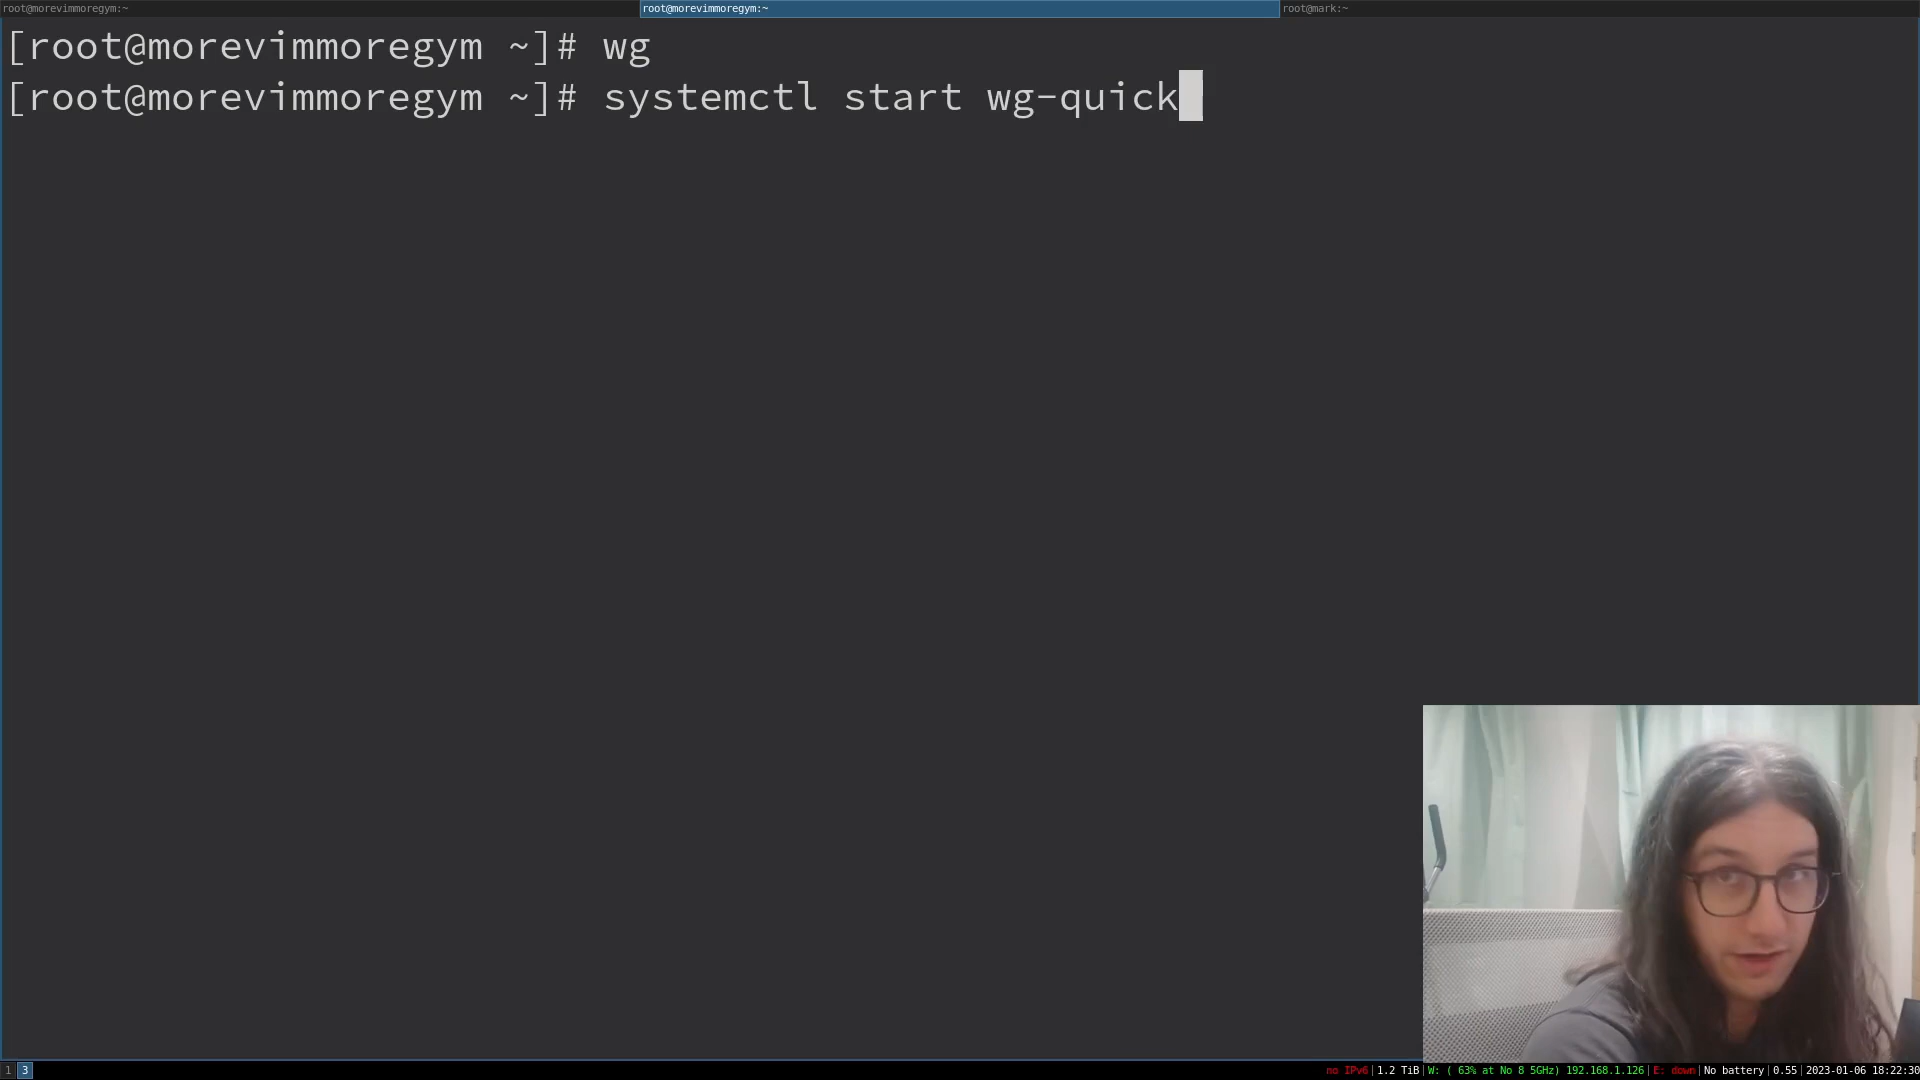 root@morevimmoregym:~ root@morevimmoregym:~ root@mark:~
[root@morevimmoregym ~]# wg
[root@morevimmoregym ~]# systemctl start wg-quick
1 3 no IPv6|1.2 TiB|W: ( 63% at No 8 5GHz) 192.168.1.126|E: down|No battery|0.55|2023-01-06 18:22:30